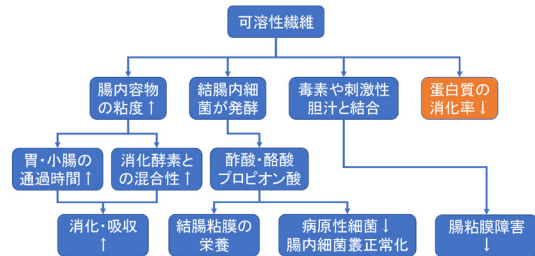 可溶性繊維
腸内容物
の粘度↑
結腸内細
菌が発酵
毒素や刺激性
胆汁と結合
蛋白質の
消化率↓
胃・小腸の
通過時間↑
消化酵素と
の混合性↑
酢酸・酪酸
プロピオン酸
消化・吸収
↑
結腸粘膜の
栄養
病原性細菌↓
腸内細菌叢正常化
腸粘膜障害
↓